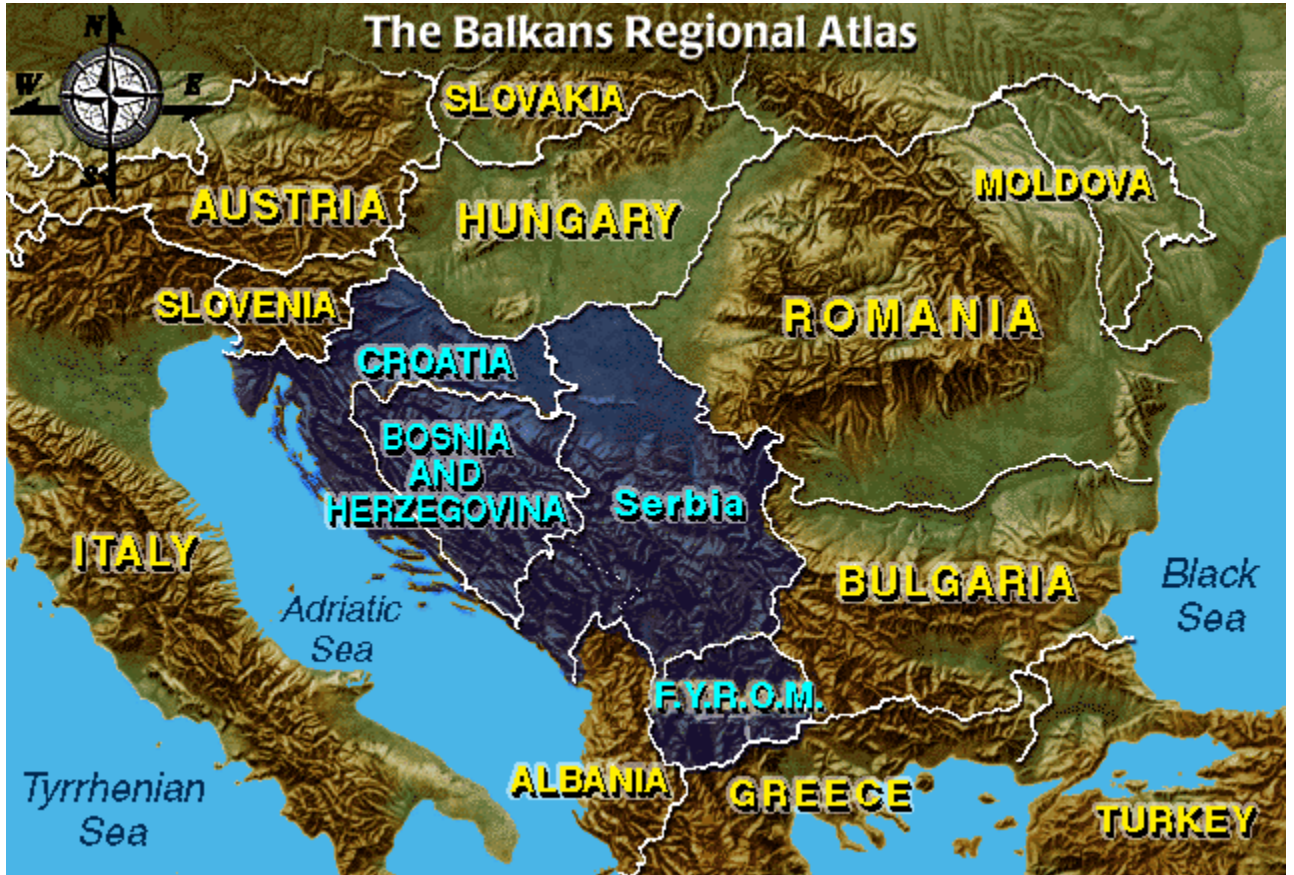 The Balkans Regional Atlas
N
W
E
S
SLOVAKIA
MOLDOVA
AUSTRIA
HUNGARY
SLOVENIA
ROMANIA
CROATIA
BOSNIA
AND
HERZEGOVINA
Serbia
ITALY
BULGARIA
Black
Sea
Adriatic
Sea
F.Y.R.O.M.
Tyrrhenian
Sea
ALBANIA
GREECE
TURKEY